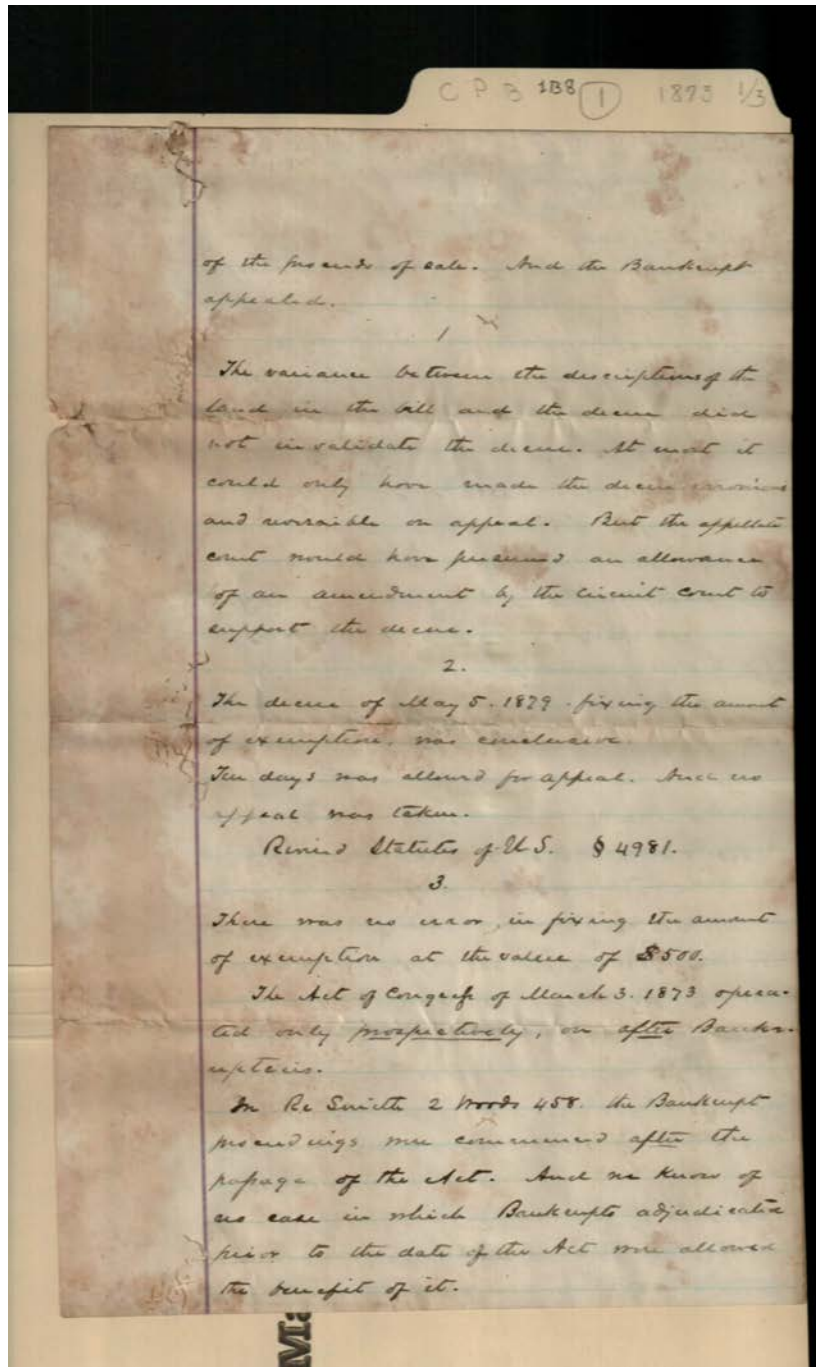 C P B 1B8 1 1873 1/3
of the proceeds of sale. And the Bankrupt
appealed.
1
The variance between the descriptions of the
land in the bill and the decree did
not invalidate the decree. At most it
could only have made the decree erroneous
and reversible on appeal. But the appellate
court would have presumed an allowance
of an amendment by the Circuit Court to
support the decree.
2.
The decree of May 5. 1879. fixing the amount
of exemption, was conclusive.
Ten days was allowed for appeal. And no
appeal was taken.
Revised Statutes of U.S. § 4981.
3.
There was no error, in fixing the amount
of exemption at the value of $500.
The Act of Congress of March 3. 1873 opera-
ted only prospectively, on after Bankr-
uptcies.
In Re Smith 2 Woods 458. the Bankrupt
proceedings were commenced after the
passage of the Act. And we know of
no case in which Bankrupts adjudicated
prior to the date of the Act were allowed
the benefit of it.
Ma